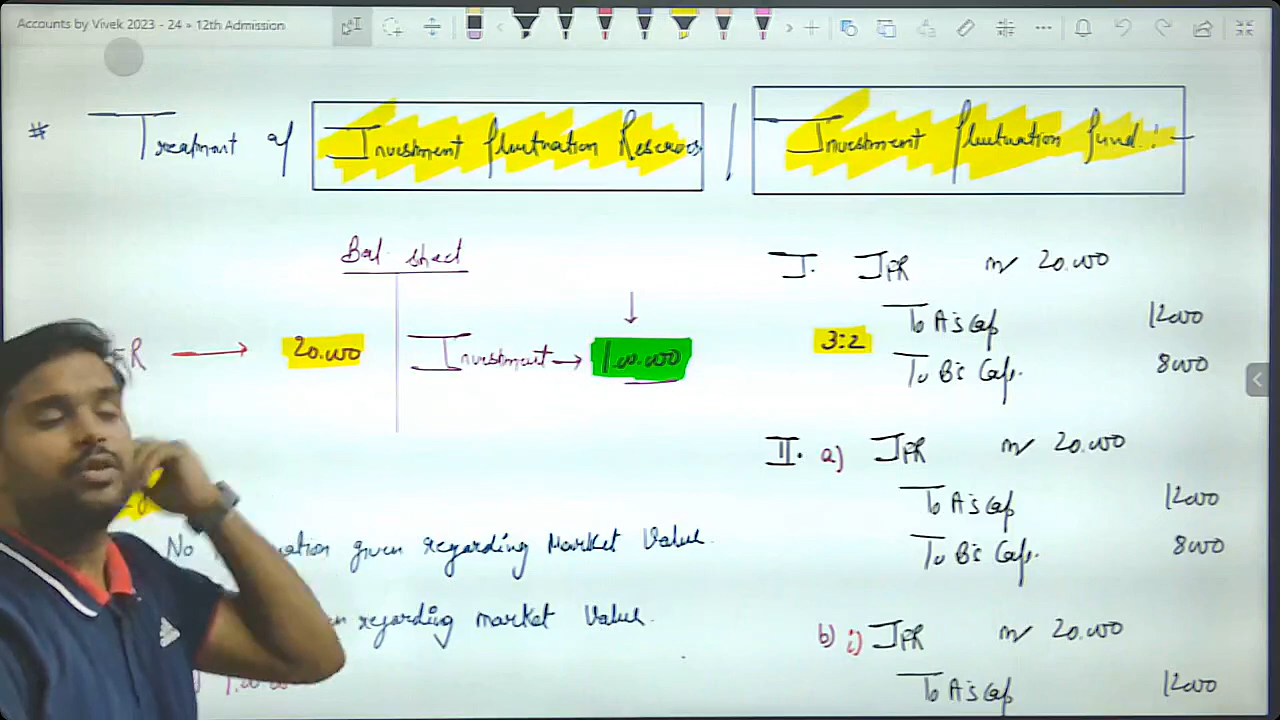 Accounts by Vivek 2023 - 24 » 12th Admission
# Treatment of Investment fluctuation Reserves / Investment fluctuation fund:-
Bal. sheet
20.000 Investment → 1.00.000
3:2
No given regarding Market Value.
regarding market Value.
I. IFR Dr 20.000
To A's Cap 12000
To B's Cap. 8000
II. a) IFR Dr 20.000
To A's Cap 12000
To B's Cap. 8000
b) i) IFR Dr 20.000
To A's Cap 12000